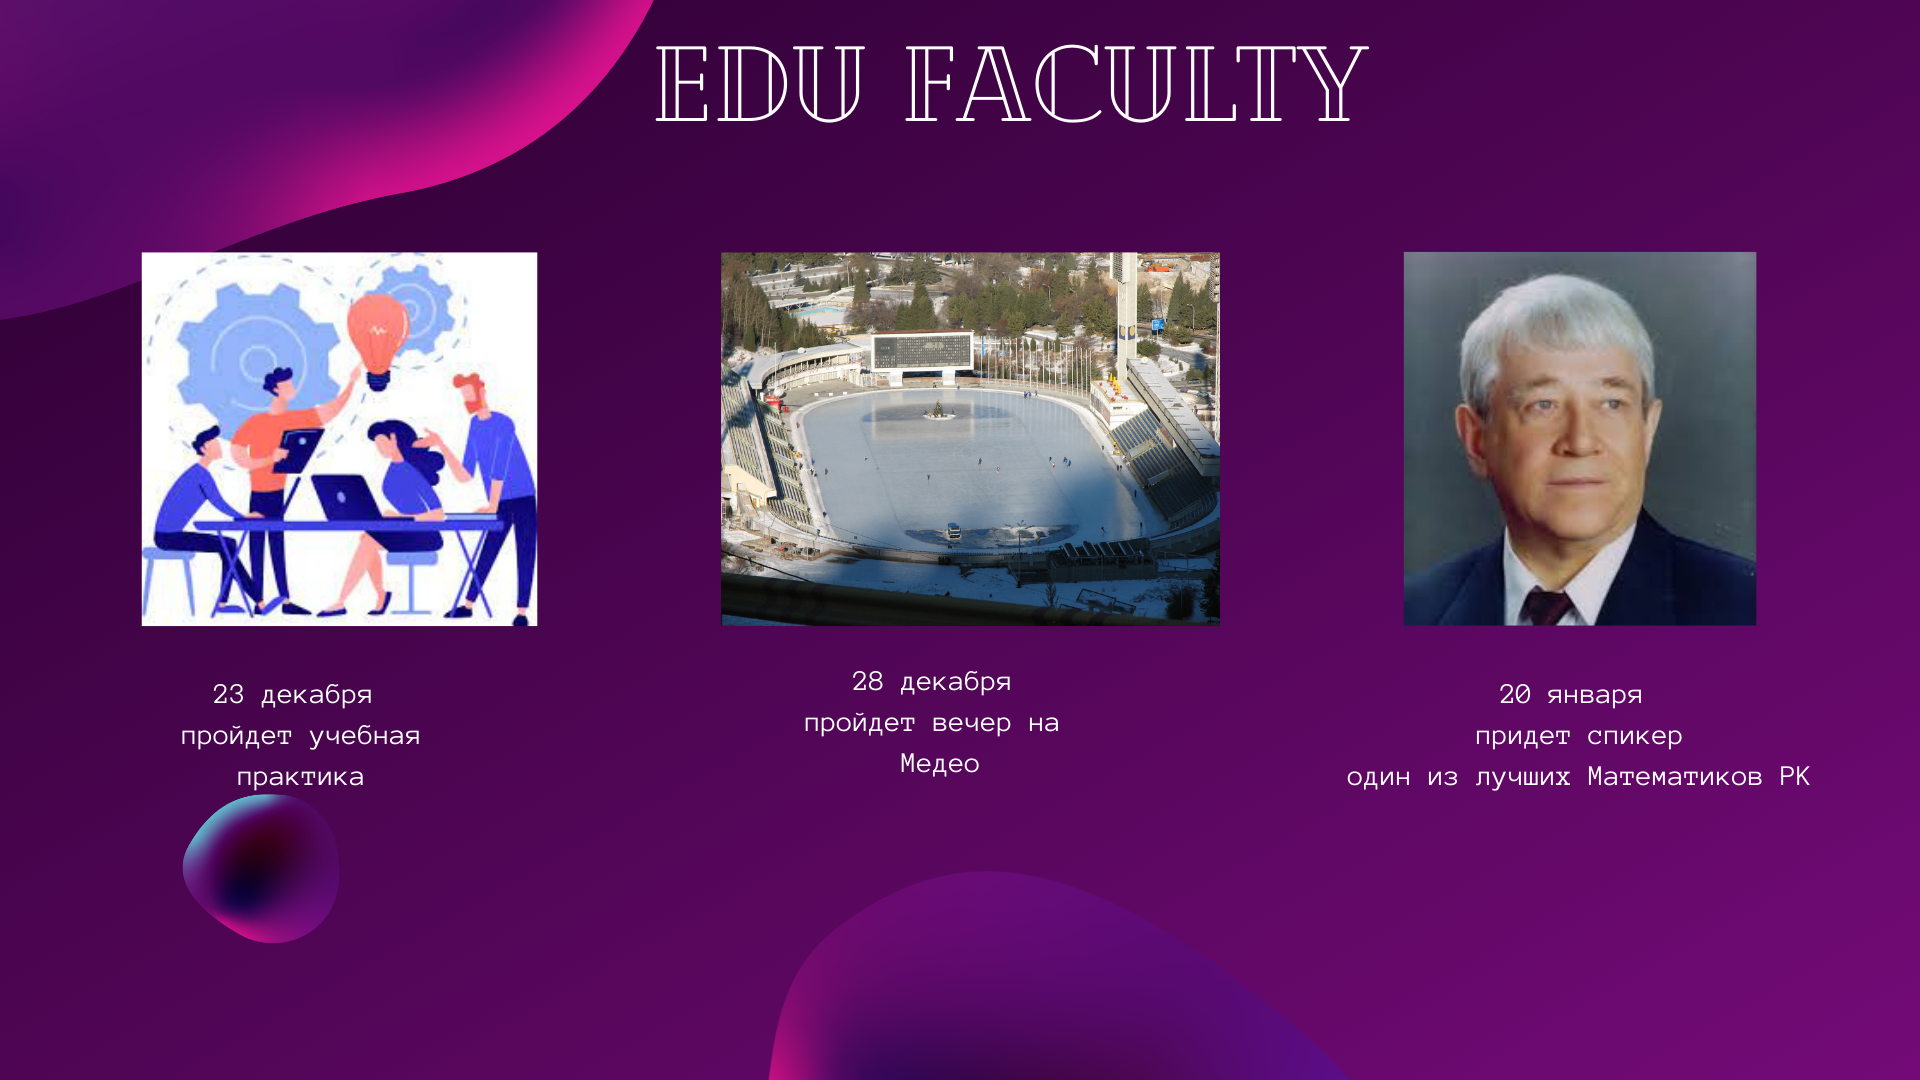 EDU FACULTY
23 декабря
пройдет учебная
практика
28 декабря
пройдет вечер на
Медео
20 января
придет спикер
один из лучших Математиков РК